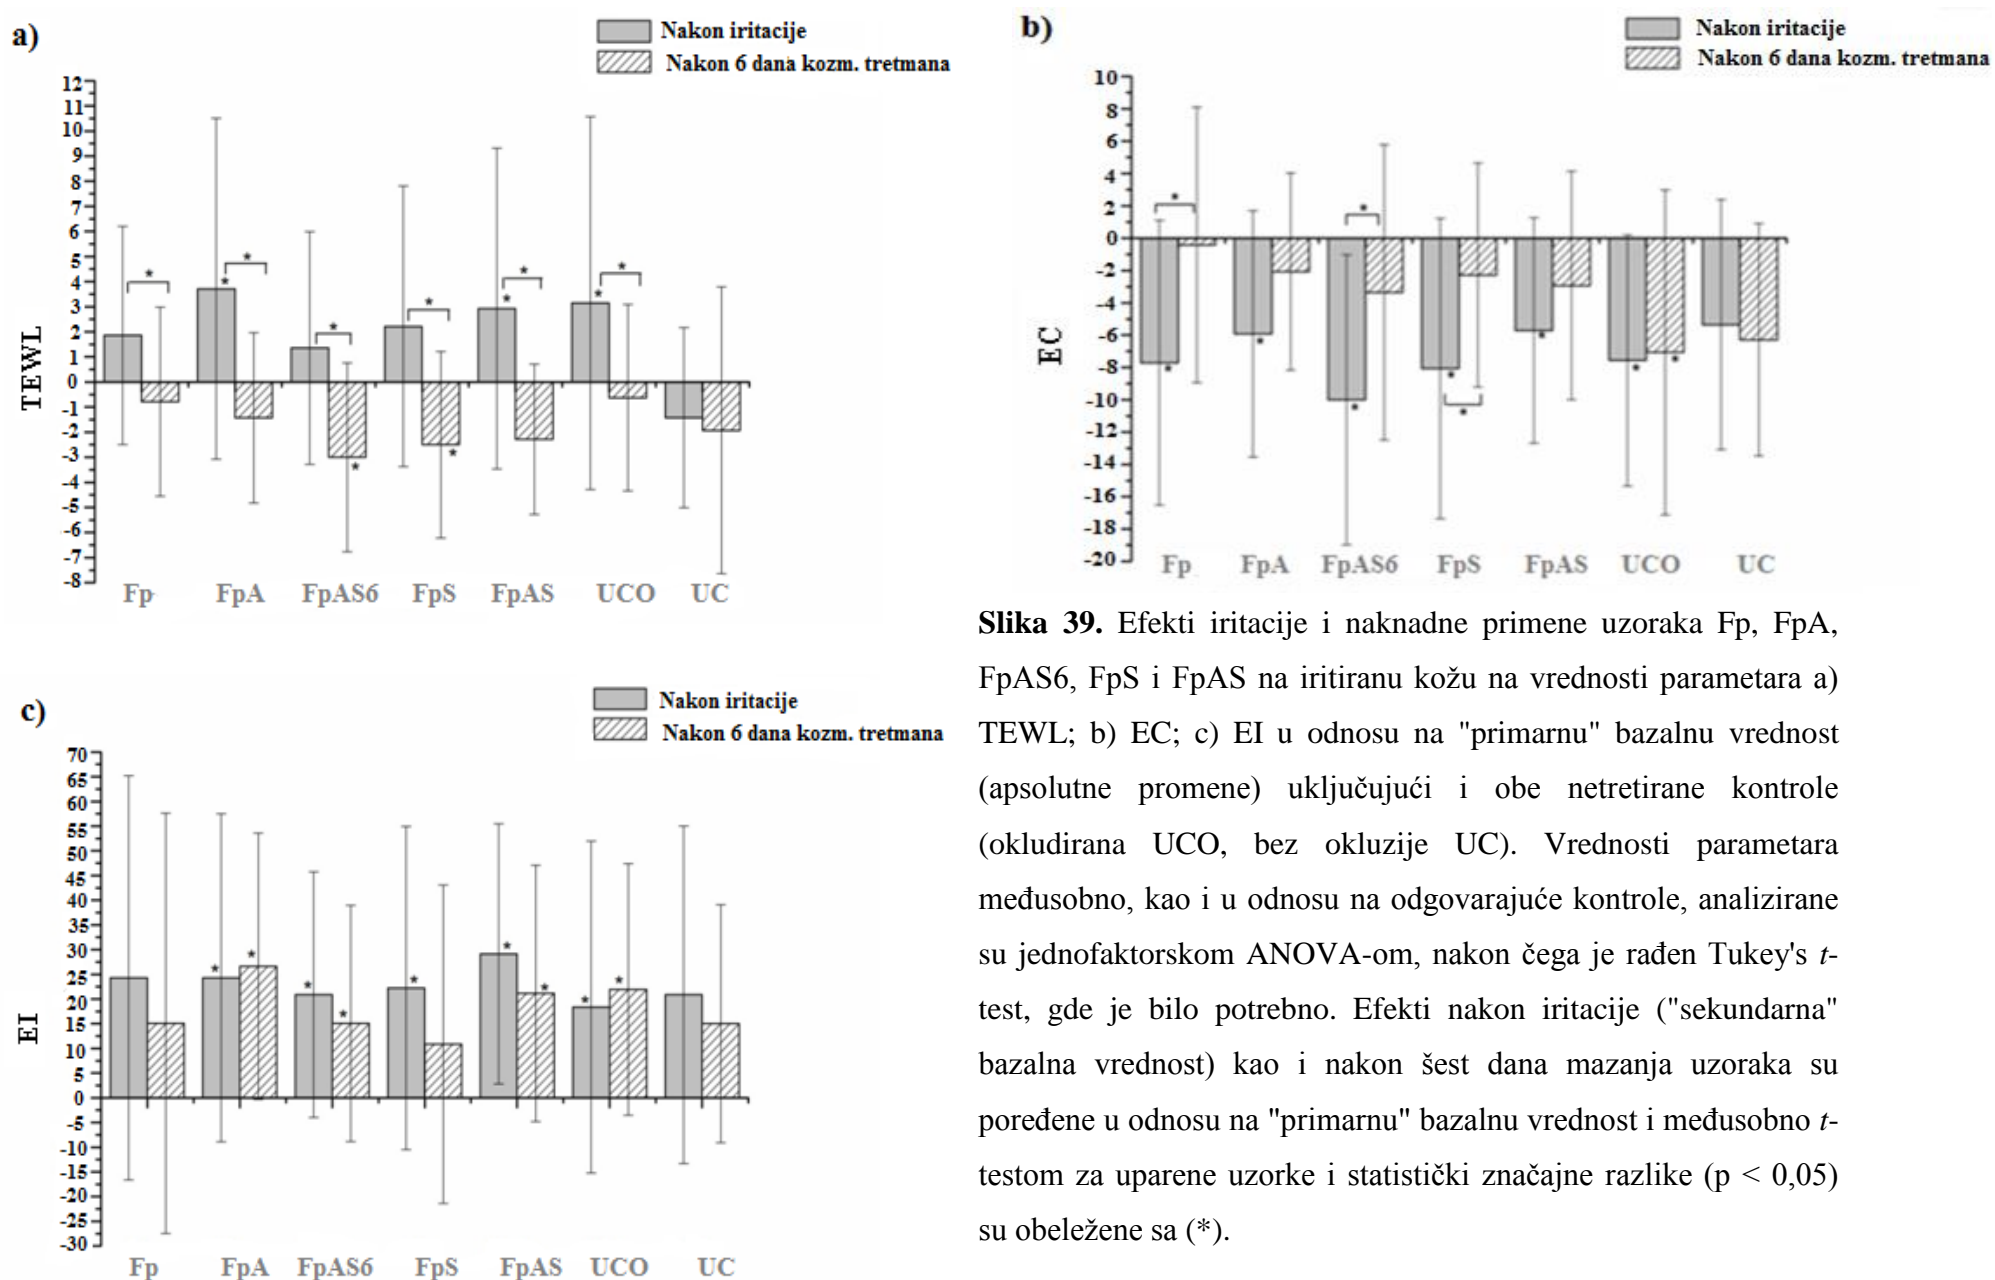 a)
Nakon iritacije
Nakon 6 dana kozm. tretmana
12
11
10
9
8
7
6
5
4
3
2
1
0
-1
-2
-3
-4
-5
-6
-7
-8
TEWL
Fp FpA FpAS6 FpS FpAS UCO UC
b)
Nakon iritacije
Nakon 6 dana kozm. tretmana
10
8
6
4
2
0
-2
-4
-6
-8
-10
-12
-14
-16
-18
-20
EC
Fp FpA FpAS6 FpS FpAS UCO UC
c)
Nakon iritacije
Nakon 6 dana kozm. tretmana
70
65
60
55
50
45
40
35
30
25
20
15
10
5
0
-5
-10
-15
-20
-25
-30
EI
Fp FpA FpAS6 FpS FpAS UCO UC
Slika 39. Efekti iritacije i naknadne primene uzoraka Fp, FpA,
FpAS6, FpS i FpAS na iritiranu kožu na vrednosti parametara a)
TEWL; b) EC; c) EI u odnosu na "primarnu" bazalnu vrednost
(apsolutne promene) uključujući i obe netretirane kontrole
(okludirana UCO, bez okluzije UC). Vrednosti parametara
međusobno, kao i u odnosu na odgovarajuće kontrole, analizirane
su jednofaktorskom ANOVA-om, nakon čega je rađen Tukey's t-
test, gde je bilo potrebno. Efekti nakon iritacije ("sekundarna"
bazalna vrednost) kao i nakon šest dana mazanja uzoraka su
poređene u odnosu na "primarnu" bazalnu vrednost i međusobno t-
testom za uparene uzorke i statistički značajne razlike (p < 0,05)
su obeležene sa (*).